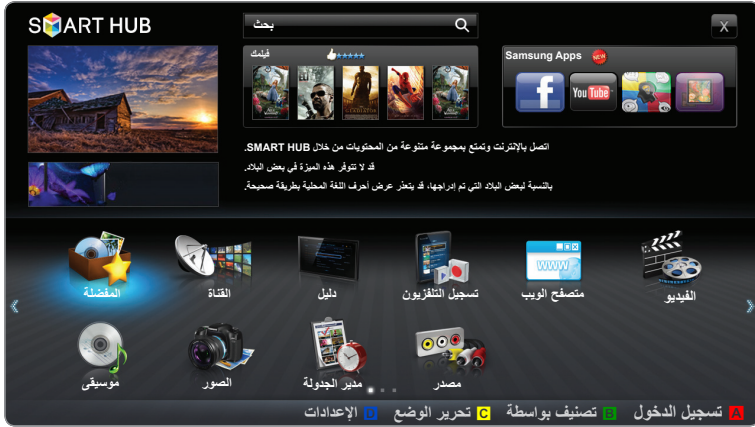 SMART HUB
بحث
X
فيلمك
Samsung Apps NEW
You Tube
اتصل بالإنترنت وتمتع بمجموعة متنوعة من المحتويات من خلال SMART HUB.
قد لا تتوفر هذه الميزة في بعض البلاد.
بالنسبة لبعض البلاد التي تم إدراجها، قد يتعذر عرض أحرف اللغة المحلية بطريقة صحيحة.
WWW
الفيديو
متصفح الويب
تسجيل التلفزيون
دليل
القناة
المفضلة
مصدر
مدير الجدولة
الصور
موسيقى
A تسجيل الدخول B تصنيف بواسطة C تحرير الوضع D الإعدادات